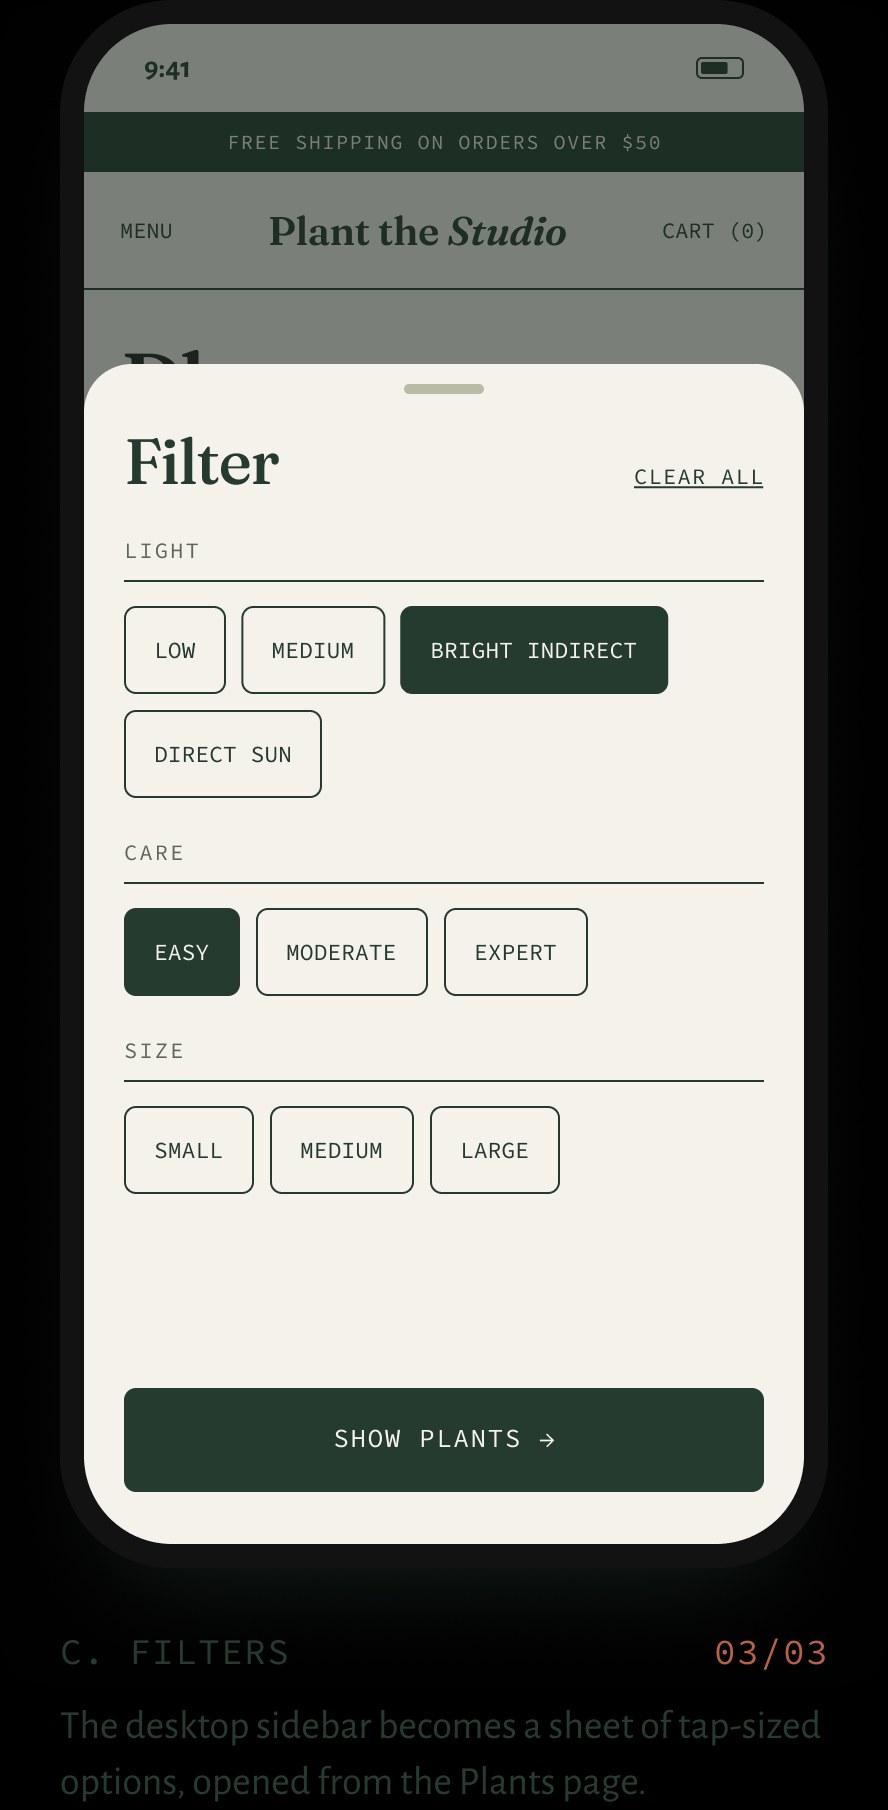 9:41
FREE SHIPPING ON ORDERS OVER $50
MENU
Plant the Studio
CART (0)
Filter
CLEAR ALL
LIGHT
LOW
MEDIUM
BRIGHT INDIRECT
DIRECT SUN
CARE
EASY
MODERATE
EXPERT
SIZE
SMALL
MEDIUM
LARGE
SHOW PLANTS →
C. FILTERS
03/03
The desktop sidebar becomes a sheet of tap-sized
options, opened from the Plants page.